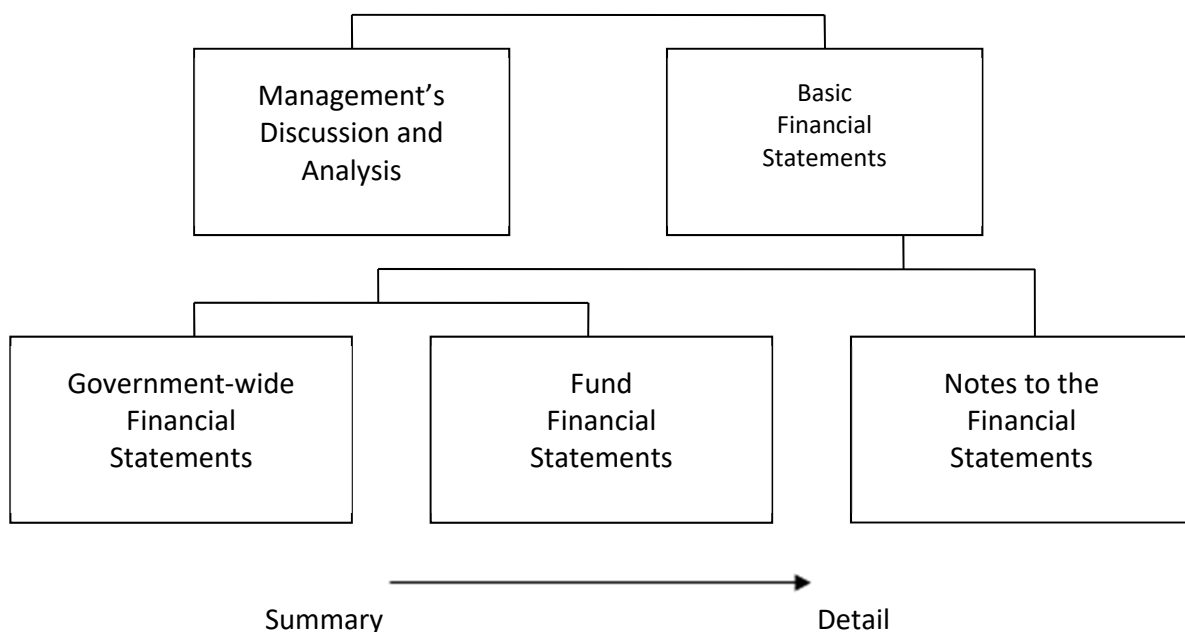 Management’s
Discussion and
Analysis
Basic
Financial
Statements
Government-wide
Financial
Statements
Fund
Financial
Statements
Notes to the
Financial
Statements
Summary
Detail